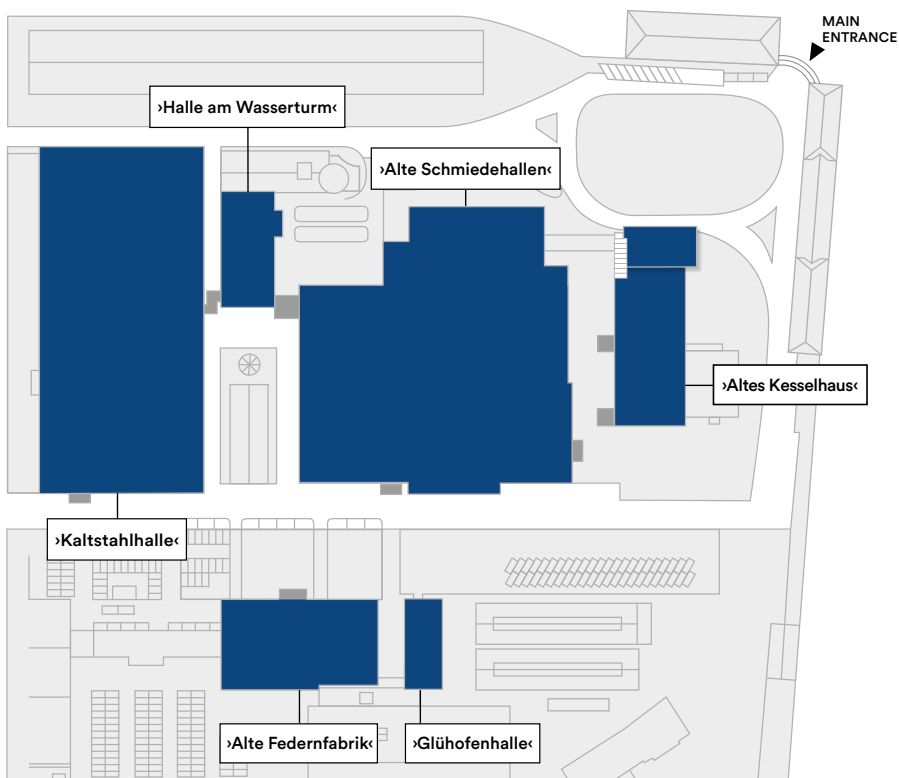 MAIN
ENTRANCE
›Halle am Wasserturm‹
›Alte Schmiedehallen‹
›Altes Kesselhaus‹
›Kaltstahlhalle‹
›Alte Federnfabrik‹
›Glühofenhalle‹